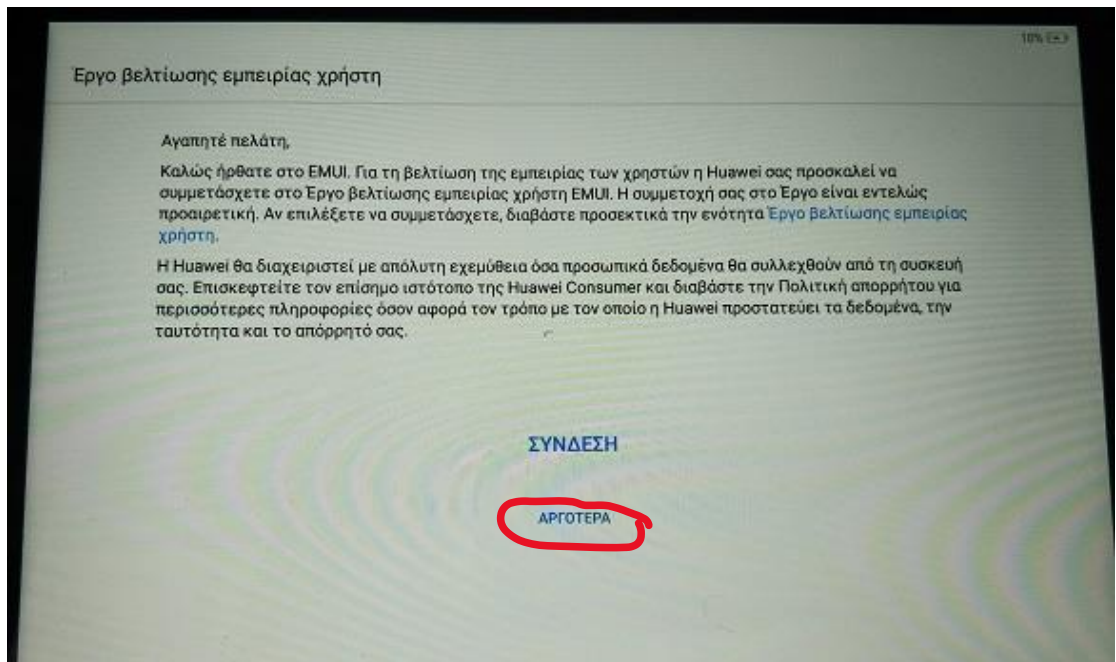 18%
Έργο βελτίωσης εμπειρίας χρήστη
Αγαπητέ πελάτη,
Καλώς ήρθατε στο EMUI. Για τη βελτίωση της εμπειρίας των χρηστών η Huawei σας προσκαλεί να
συμμετάσχετε στο Έργο βελτίωσης εμπειρίας χρήστη EMUI. Η συμμετοχή σας στο Έργο είναι εντελώς
προαιρετική. Αν επιλέξετε να συμμετάσχετε, διαβάστε προσεκτικά την ενότητα Έργο βελτίωσης εμπειρίας
χρήστη.
Η Huawei θα διαχειριστεί με απόλυτη εχεμύθεια όσα προσωπικά δεδομένα θα συλλεχθούν από τη συσκευή
σας. Επισκεφτείτε τον επίσημο ιστότοπο της Huawei Consumer και διαβάστε την Πολιτική απορρήτου για
περισσότερες πληροφορίες όσον αφορά τον τρόπο με τον οποίο η Huawei προστατεύει τα δεδομένα, την
ταυτότητα και το απόρρητό σας.
ΣΥΝΔΕΣΗ
ΑΡΓΟΤΕΡΑ